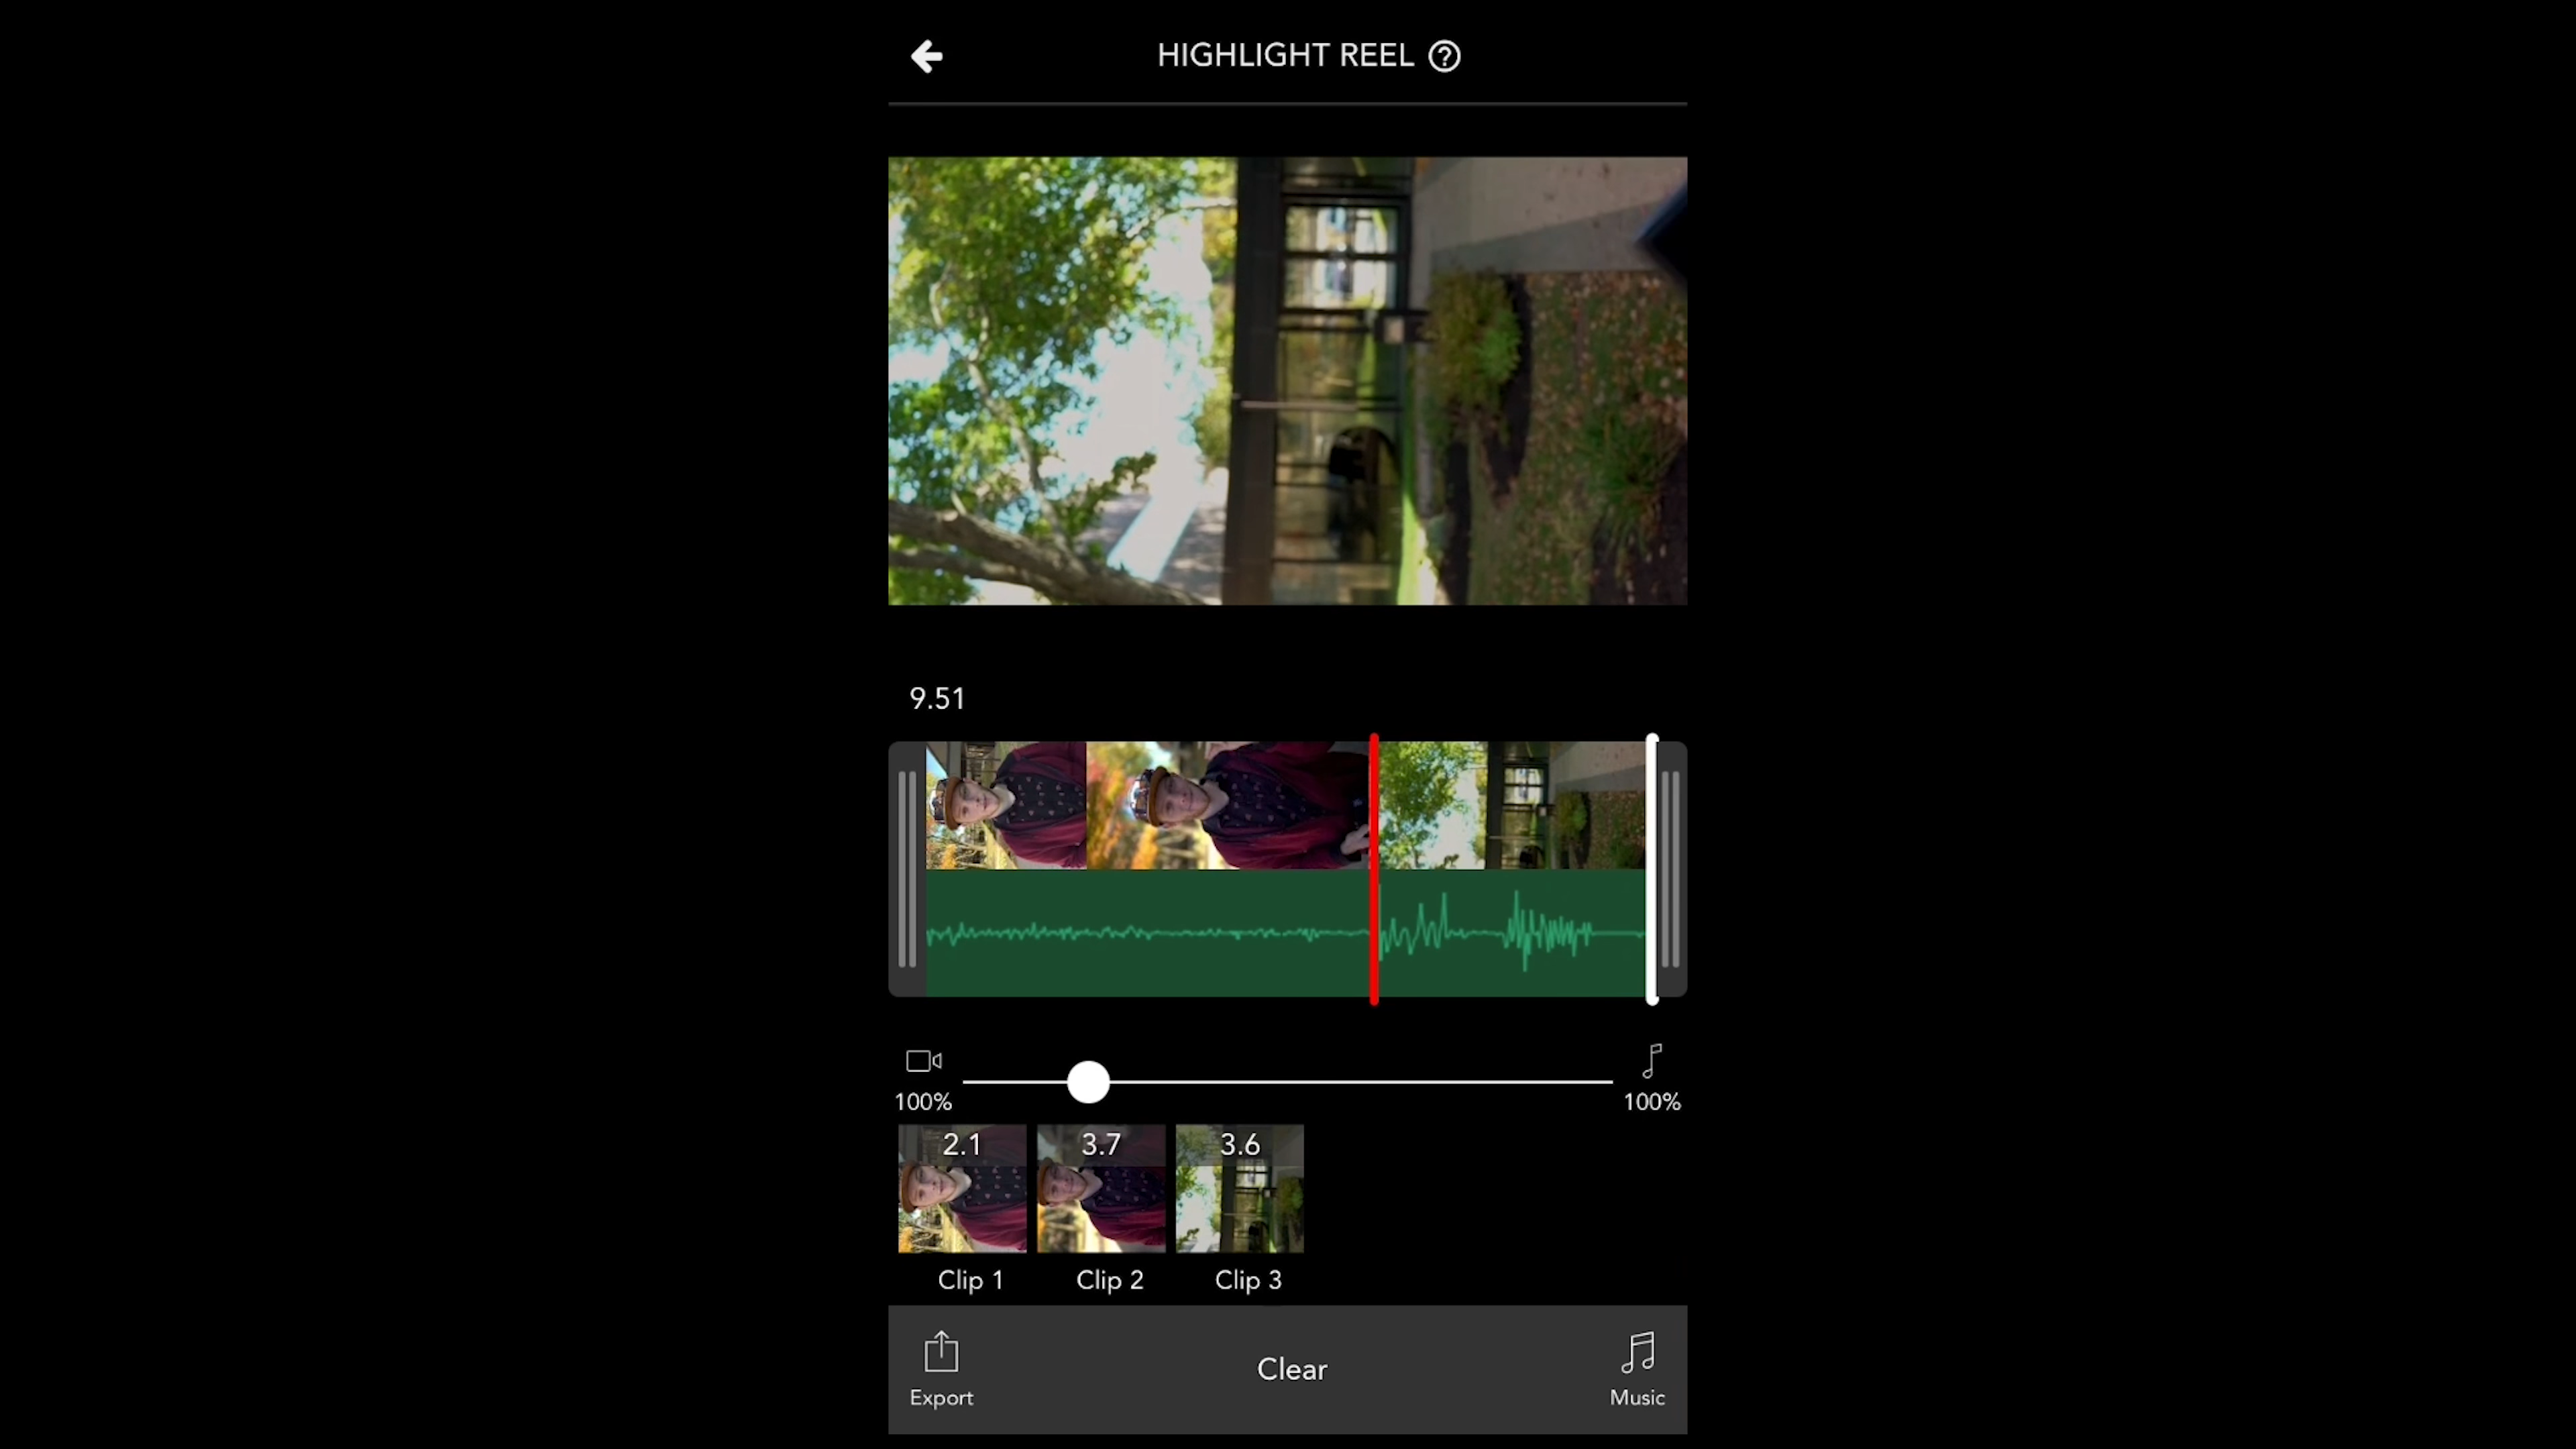 HIGHLIGHT REEL ?
9.51
100%
100%
2.1
3.7
3.6
Clip 1
Clip 2
Clip 3
Export
Clear
Music